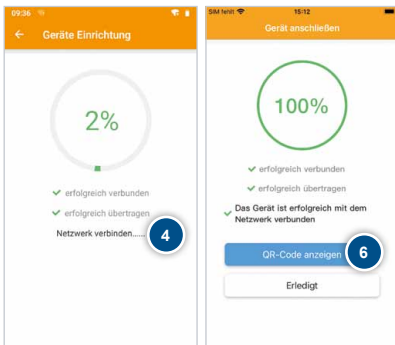 09:36
← Geräte Einrichtung
2%
✔ erfolgreich verbunden
✔ erfolgreich übertragen
Netzwerk verbinden......
4
SIM fehlt
15:12
Gerät anschließen
100%
✔ erfolgreich verbunden
✔ erfolgreich übertragen
✔ Das Gerät ist erfolgreich mit dem
Netzwerk verbunden
QR-Code anzeigen
6
Erledigt